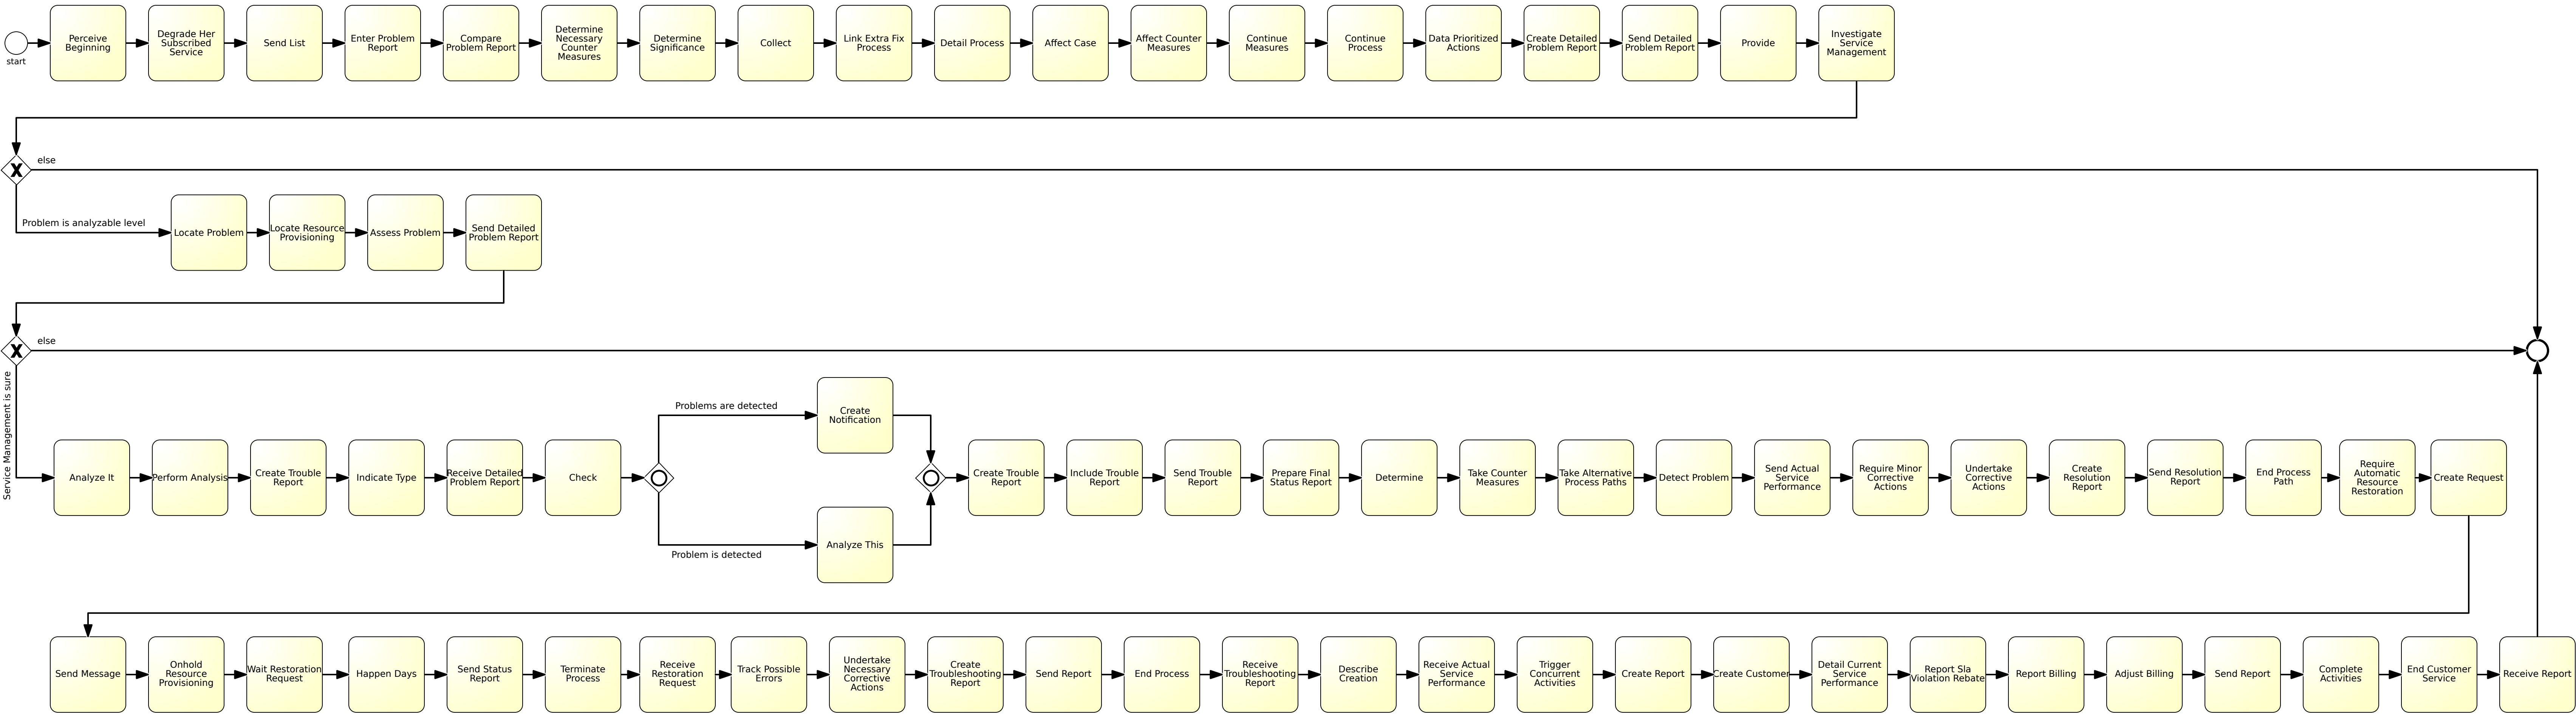 Perceive
Beginning
Degrade Her
Subscribed
Service
Send List
Enter Problem
Report
Compare
Problem Report
Determine
Necessary
Counter
Measures
Determine
Significance
Collect
Link Extra Fix
Process
Detail Process
Affect Case
Affect Counter
Measures
Continue
Measures
Continue
Process
Data Prioritized
Actions
Create Detailed
Problem Report
Send Detailed
Problem Report
Provide
Investigate
Service
Management
start
X
else
Problem is analyzable level
Locate Problem
Locate Resource
Provisioning
Assess Problem
Send Detailed
Problem Report
X
else
Service Management is sure
Analyze It
Perform Analysis
Create Trouble
Report
Indicate Type
Receive Detailed
Problem Report
Check
Problems are detected
Create
Notification
Problem is detected
Analyze This
Create Trouble
Report
Include Trouble
Report
Send Trouble
Report
Prepare Final
Status Report
Determine
Take Counter
Measures
Take Alternative
Process Paths
Detect Problem
Send Actual
Service
Performance
Require Minor
Corrective
Actions
Undertake
Corrective
Actions
Create
Resolution
Report
Send Resolution
Report
End Process
Path
Require
Automatic
Resource
Restoration
Create Request
Send Message
Onhold
Resource
Provisioning
Wait Restoration
Request
Happen Days
Send Status
Report
Terminate
Process
Receive
Restoration
Request
Track Possible
Errors
Undertake
Necessary
Corrective
Actions
Create
Troubleshooting
Report
Send Report
End Process
Receive
Troubleshooting
Report
Describe
Creation
Receive Actual
Service
Performance
Trigger
Concurrent
Activities
Create Report
Create Customer
Detail Current
Service
Performance
Report Sla
Violation Rebate
Report Billing
Adjust Billing
Send Report
Complete
Activities
End Customer
Service
Receive Report